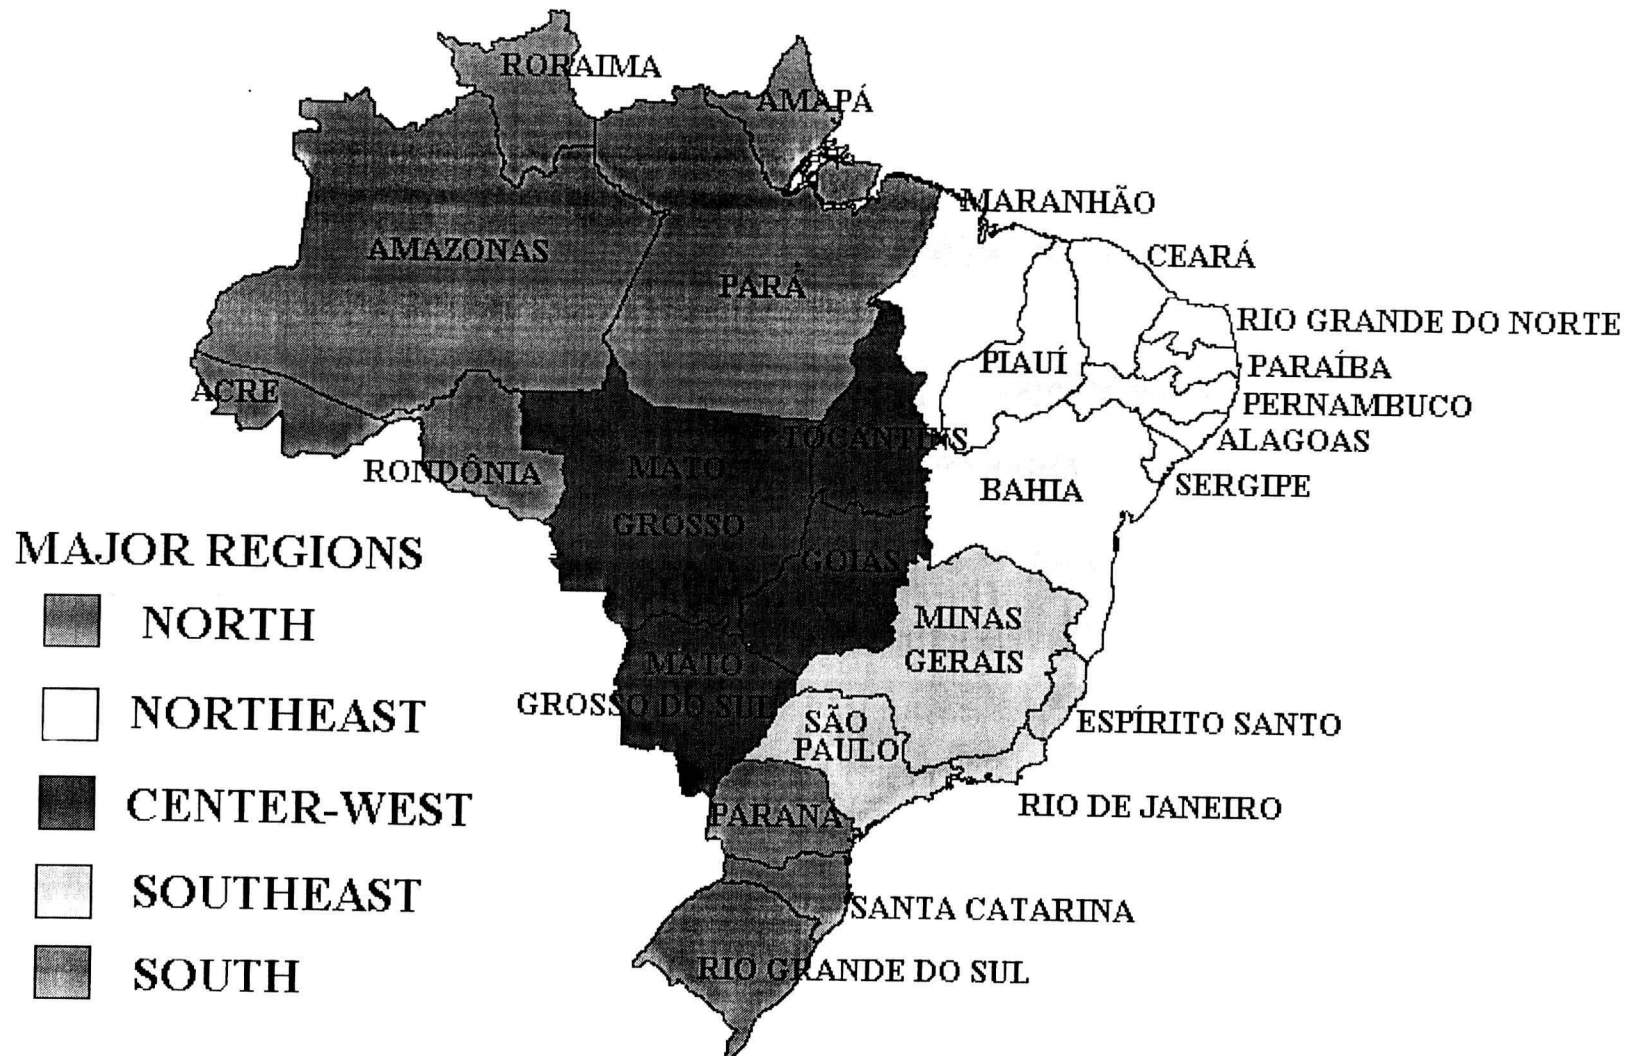 RORAIMA
AMAPÁ
MARANHÃO
AMAZONAS
CEARÁ
PARÁ
RIO GRANDE DO NORTE
PIAUÍ
PARAÍBA
ACRE
PERNAMBUCO
TOCANTINS
ALAGOAS
RONDÔNIA
MATO
GROSSO
BAHIA
SERGIPE
GOIAS
MINAS
GERAIS
MATO
GROSSO DO SUL
SÃO
PAULO
ESPÍRITO SANTO
RIO DE JANEIRO
PARANÁ
SANTA CATARINA
RIO GRANDE DO SUL
MAJOR REGIONS
NORTH
NORTHEAST
CENTER-WEST
SOUTHEAST
SOUTH